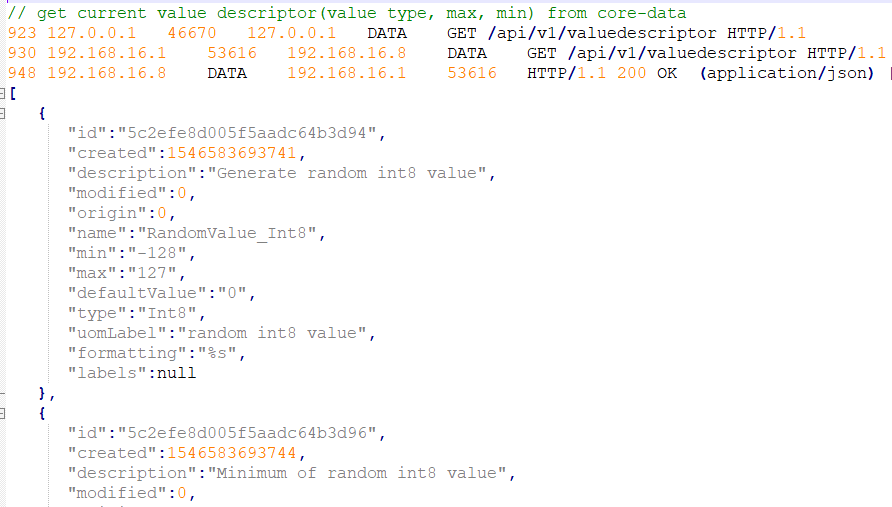 // get current value descriptor(value type, max, min) from core-data
923 127.0.0.1 46670 127.0.0.1 DATA GET /api/v1/valuedescriptor HTTP/1.1
930 192.168.16.1 53616 192.168.16.8 DATA GET /api/v1/valuedescriptor HTTP/1.1
948 192.168.16.8 DATA 192.168.16.1 53616 HTTP/1.1 200 OK (application/json)
[
{
"id":"5c2efe8d005f5aadc64b3d94",
"created":1546583693741,
"description":"Generate random int8 value",
"modified":0,
"origin":0,
"name":"RandomValue_Int8",
"min":"-128",
"max":"127",
"defaultValue":"0",
"type":"Int8",
"uomLabel":"random int8 value",
"formatting":"%s",
"labels":null
},
{
"id":"5c2efe8d005f5aadc64b3d96",
"created":1546583693744,
"description":"Minimum of random int8 value",
"modified":0,